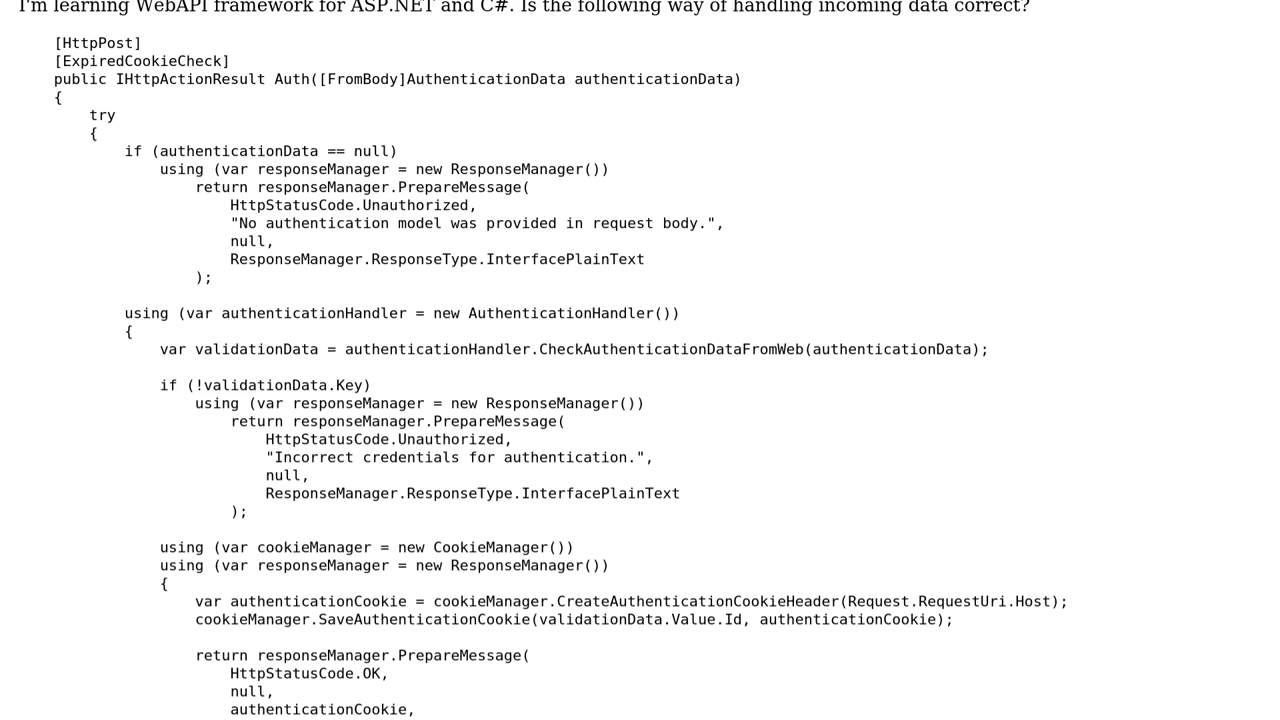 I'm learning WebAPI framework for ASP.NET and C#. Is the following way of handling incoming data correct?
[HttpPost]
[ExpiredCookieCheck]
public IHttpActionResult Auth([FromBody]AuthenticationData authenticationData)
{
try
{
if (authenticationData == null)
using (var responseManager = new ResponseManager())
return responseManager.PrepareMessage(
HttpStatusCode.Unauthorized,
"No authentication model was provided in request body.",
null,
ResponseManager.ResponseType.InterfacePlainText
);
using (var authenticationHandler = new AuthenticationHandler())
{
var validationData = authenticationHandler.CheckAuthenticationDataFromWeb(authenticationData);
if (!validationData.Key)
using (var responseManager = new ResponseManager())
return responseManager.PrepareMessage(
HttpStatusCode.Unauthorized,
"Incorrect credentials for authentication.",
null,
ResponseManager.ResponseType.InterfacePlainText
);
using (var cookieManager = new CookieManager())
using (var responseManager = new ResponseManager())
{
var authenticationCookie = cookieManager.CreateAuthenticationCookieHeader(Request.RequestUri.Host);
cookieManager.SaveAuthenticationCookie(validationData.Value.Id, authenticationCookie);
return responseManager.PrepareMessage(
HttpStatusCode.OK,
null,
authenticationCookie,